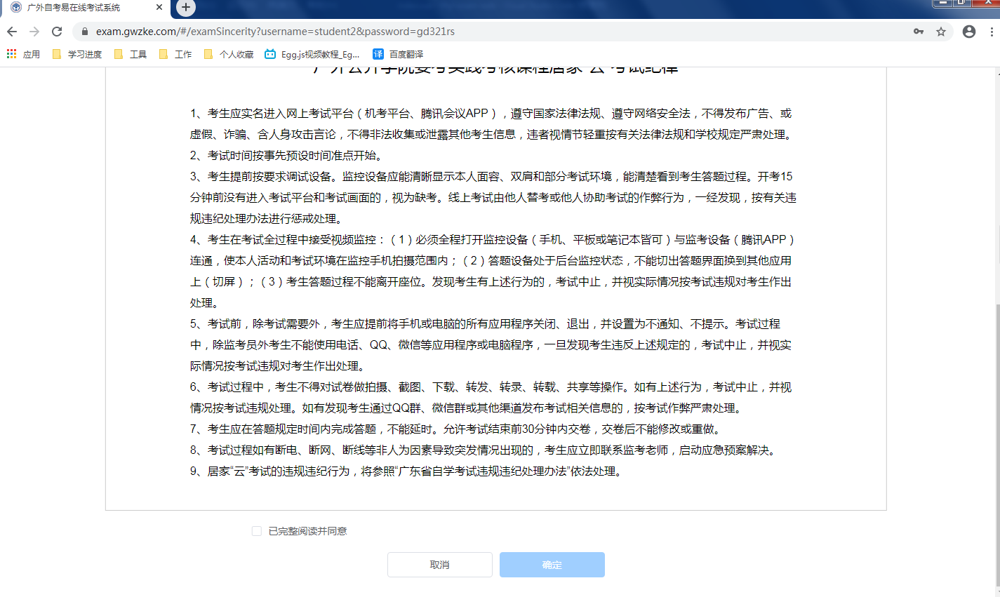 广外自考易在线考试系统
exam.gwzke.com/#/examSincerity?username=student2&password=gd321rs
应用 学习进度 工具 工作 个人收藏 Egg.js视频教程_Eg... 译 百度翻译
广外公开学院委考实践考核课程居家“云”考试纪律
1、考生应实名进入网上考试平台（机考平台、腾讯会议APP），遵守国家法律法规、遵守网络安全法，不得发布广告、或
虚假、诈骗、含人身攻击言论，不得非法收集或泄露其他考生信息，违者视情节轻重按有关法律法规和学校规定严肃处理。
2、考试时间按事先预设时间准点开始。
3、考生提前按要求调试设备。监控设备应能清晰显示本人面容、双肩和部分考试环境，能清楚看到考生答题过程。开考15
分钟前没有进入考试平台和考试画面的，视为缺考。线上考试由他人替考或他人协助考试的作弊行为，一经发现，按有关违
规违纪处理办法进行惩戒处理。
4、考生在考试全过程中接受视频监控：（1）必须全程打开监控设备（手机、平板或笔记本皆可）与监考设备（腾讯APP）
连通，使本人活动和考试环境在监控手机拍摄范围内；（2）答题设备处于后台监控状态，不能切出答题界面换到其他应用
上（切屏）；（3）考生答题过程不能离开座位。发现考生有上述行为的，考试中止，并视实际情况按考试违规对考生作出
处理。
5、考试前，除考试需要外，考生应提前将手机或电脑的所有应用程序关闭、退出，并设置为不通知、不提示。考试过程
中，除监考员外考生不能使用电话、QQ、微信等应用程序或电脑程序，一旦发现考生违反上述规定的，考试中止，并视实
际情况按考试违规对考生作出处理。
6、考试过程中，考生不得对试卷做拍摄、截图、下载、转发、转录、转载、共享等操作。如有上述行为，考试中止，并视
情况按考试违规处理。如有发现考生通过QQ群、微信群或其他渠道发布考试相关信息的，按考试作弊严肃处理。
7、考生应在答题规定时间内完成答题，不能延时。允许考试结束前30分钟内交卷，交卷后不能修改或重做。
8、考试过程如有断电、断网、断线等非人为因素导致突发情况出现的，考生应立即联系监考老师，启动应急预案解决。
9、居家“云”考试的违规违纪行为，将参照“广东省自学考试违规违纪处理办法”依法处理。
已完整阅读并同意
取消 确定